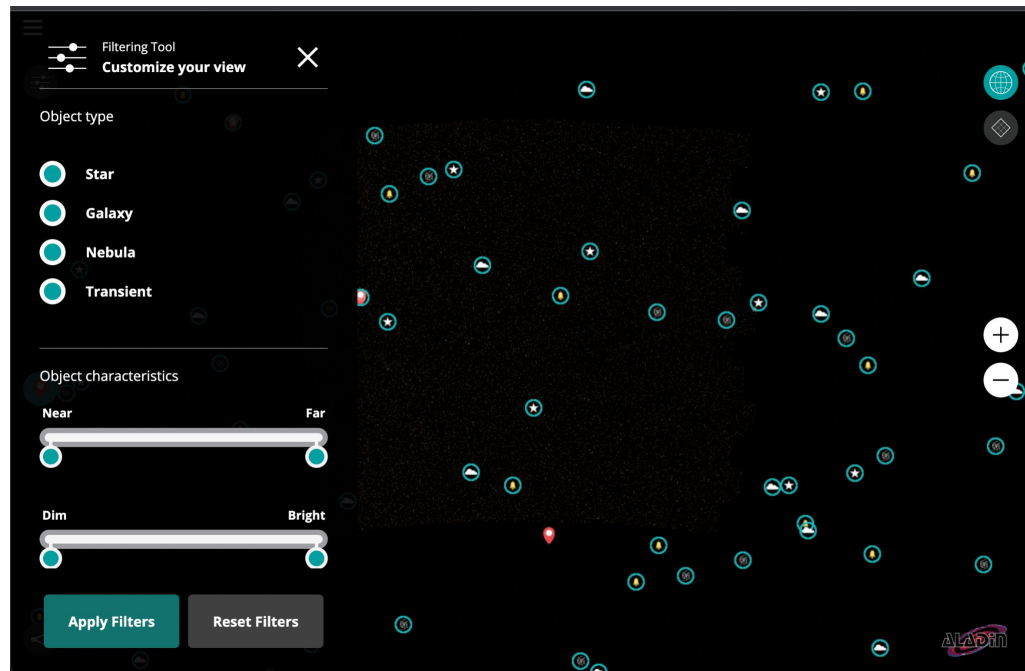 Filtering Tool
Customize your view
Object type
Star
Galaxy
Nebula
Transient
Object characteristics
Near Far
Dim Bright
Apply Filters Reset Filters
ALADiN